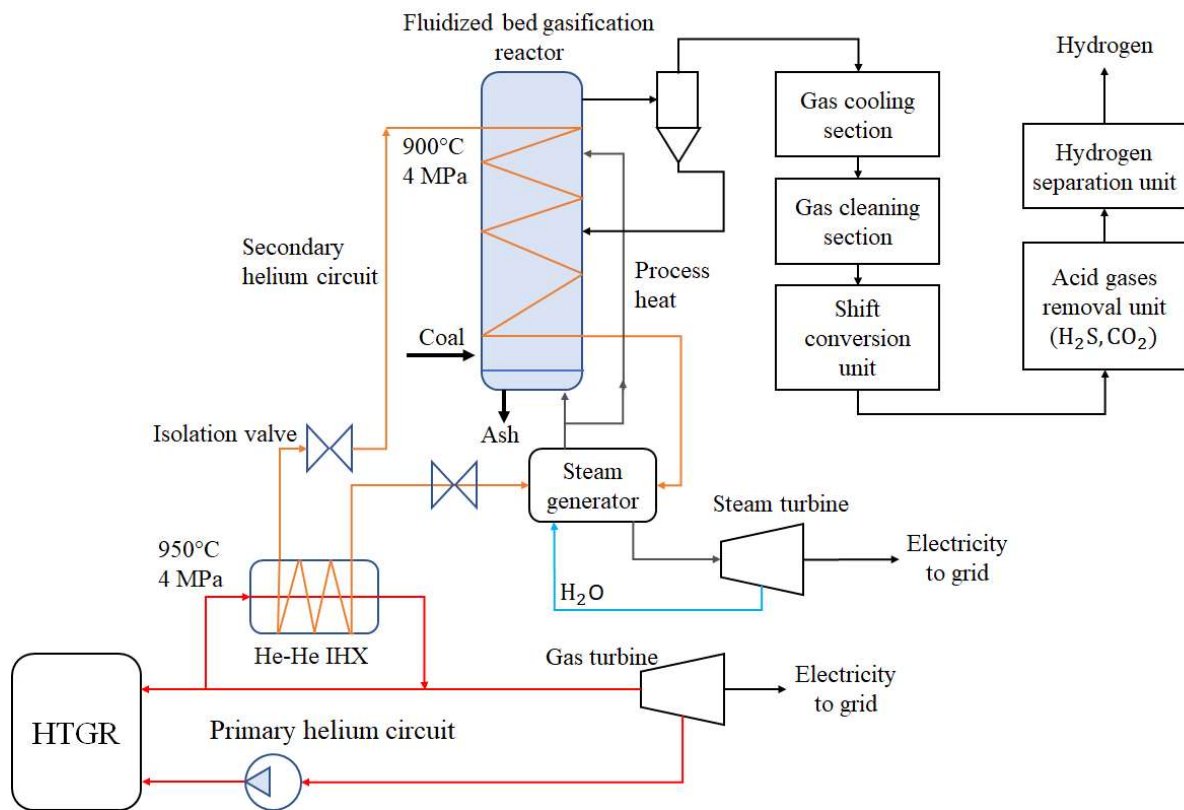 Fluidized bed gasification
reactor
Hydrogen
Gas cooling
section
900°C
4 MPa
Hydrogen
separation unit
Gas cleaning
section
Secondary
helium circuit
Process
heat
Acid gases
removal unit
(H₂S, CO₂)
Shift
conversion
unit
Coal
Isolation valve
Ash
Steam
generator
Steam turbine
950°C
4 MPa
Electricity
to grid
H₂O
He-He IHX
Gas turbine
Electricity
to grid
HTGR
Primary helium circuit